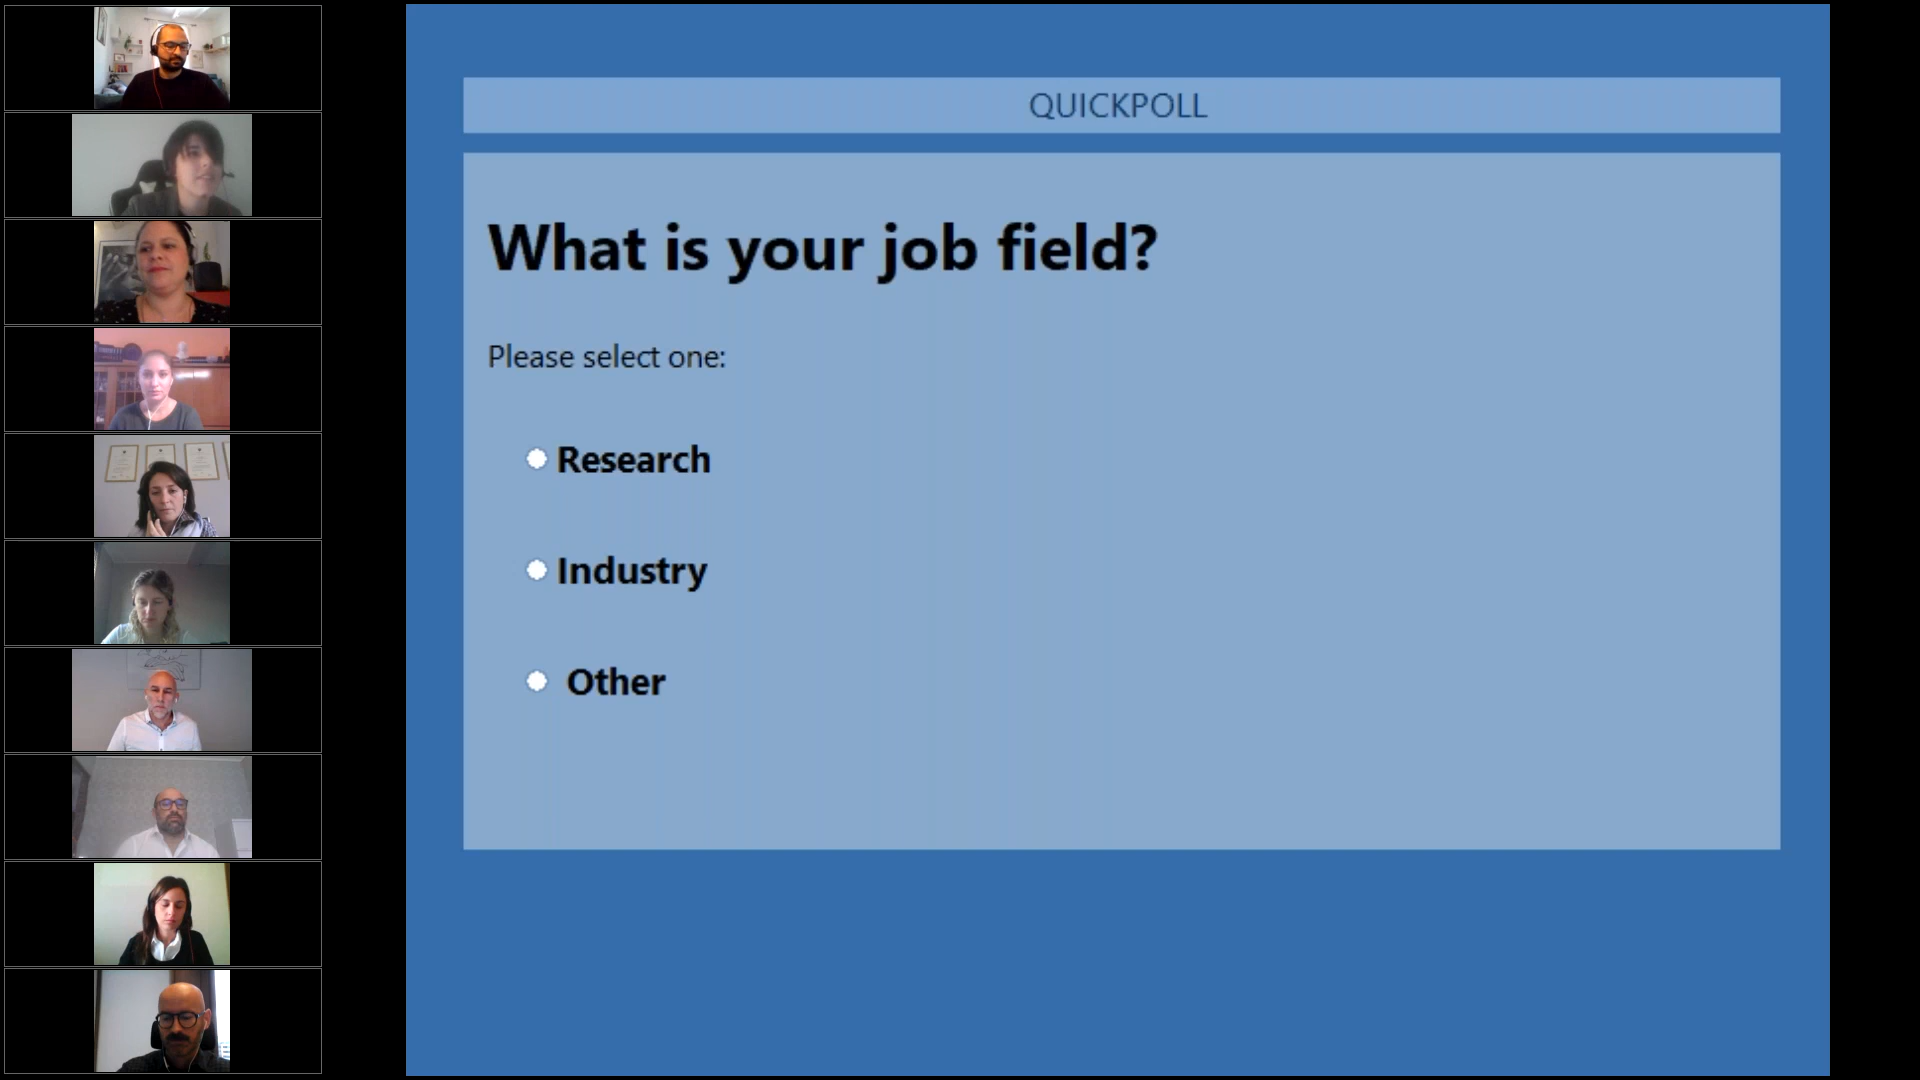 QUICKPOLL
What is your job field?
Please select one:
Research
Industry
Other